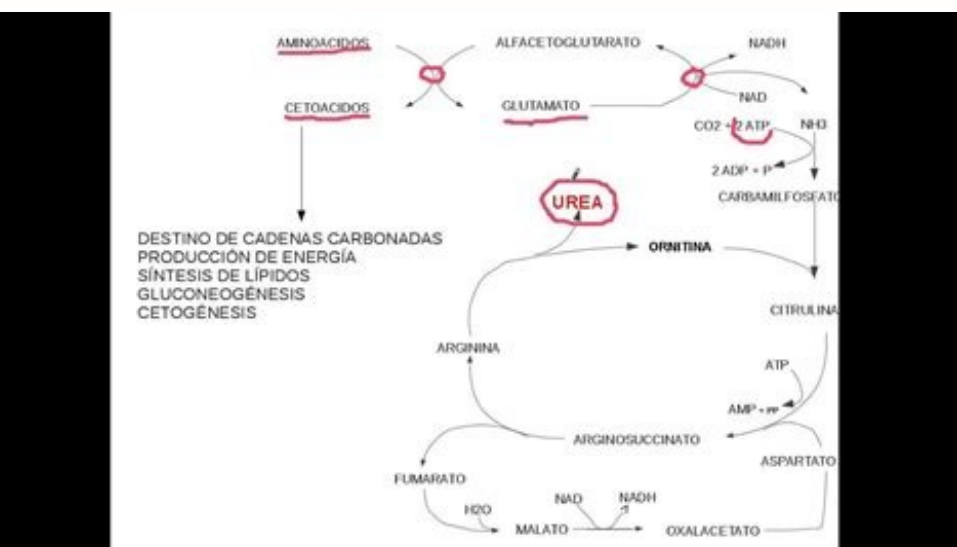 AMINOACIDOS
ALFACETOGLUTARATO
NADH
CETOACIDOS
GLUTAMATO
NAD
CO2 + 2 ATP
NH3
2 ADP + P
CARBAMILFOSFATO
UREA
DESTINO DE CADENAS CARBONADAS
PRODUCCIÓN DE ENERGÍA
SÍNTESIS DE LÍPIDOS
GLUCONEOGÉNESIS
CETOGÉNESIS
ORNITINA
CITRULINA
ARGININA
ATP
AMP + PP
ARGINOSUCCINATO
ASPARTATO
FUMARATO
H2O
NAD
NADH
MALATO
OXALACETATO